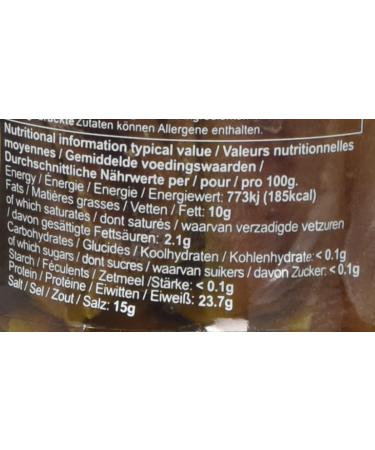 Zutaten können Allergene enthalten.
Nutritional information typical value / Valeurs nutritionnelles
moyennes / Gemiddelde voedingswaarden /
Durchschnittliche Nährwerte per / pour / pro 100g.
Energy / Énergie / Energie / Energiewert: 773kj (185kcal)
Fats / Matières grasses / Vetten / Fett: 10g
of which saturates / dont saturés / waarvan verzadigde vetzuren
/ davon gesättigte Fettsäuren: 2.1g
Carbohydrates / Glucides / Koolhydraten / Kohlenhydrate: < 0.1g
of which sugars / dont sucres / waarvan suikers / davon Zucker: < 0.1g
Starch / Féculents / Zetmeel /Stärke: < 0.1g
Protein / Protéine / Eiwitten / Eiweiß: 23.7g
Salt / Sel / Zout / Salz: 15g